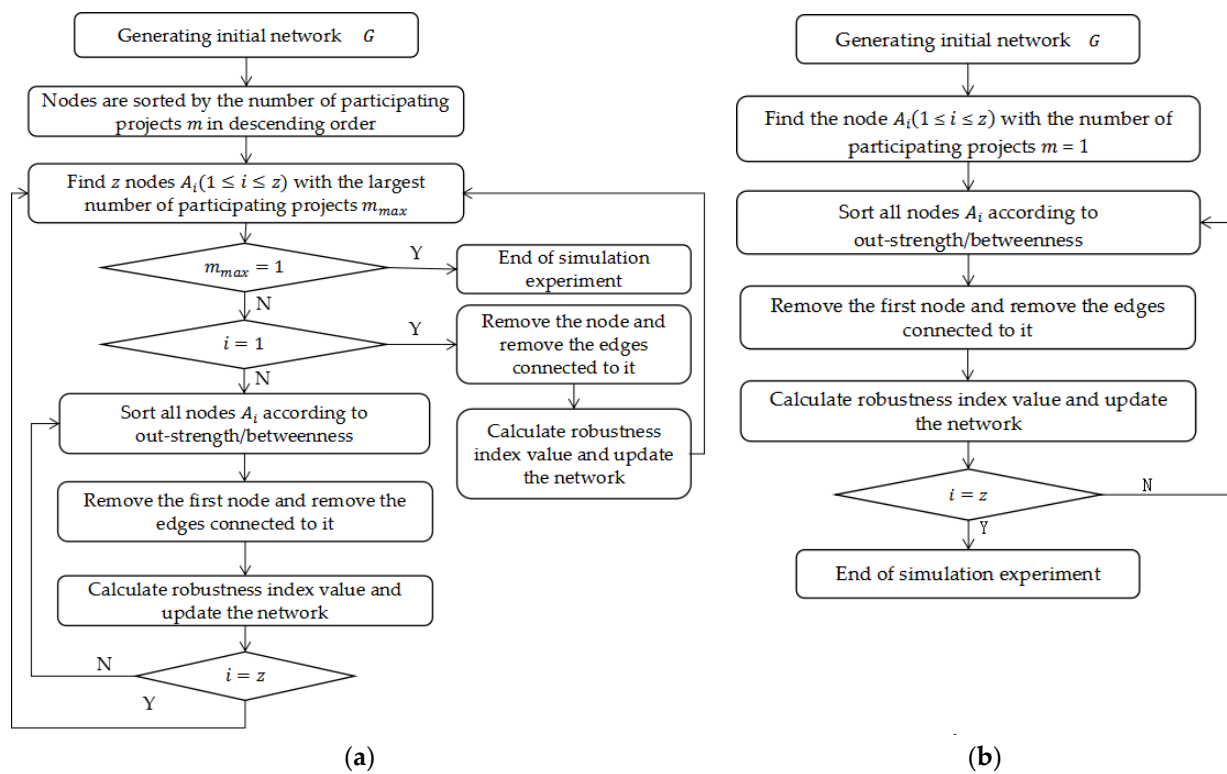 Generating initial network G
Nodes are sorted by the number of participating
projects m in descending order
Find z nodes A_i(1 ≤ i ≤ z) with the largest
number of participating projects m_max
m_max = 1
Y
End of simulation
experiment
N
i = 1
Y
Remove the node and
remove the edges
connected to it
Calculate robustness
index value and update
the network
N
Sort all nodes A_i according to
out-strength/betweenness
Remove the first node and remove the
edges connected to it
Calculate robustness index value and
update the network
N
i = z
Y
(a)
Generating initial network G
Find the node A_i(1 ≤ i ≤ z) with the number of
participating projects m = 1
Sort all nodes A_i according to
out-strength/betweenness
Remove the first node and remove the edges
connected to it
Calculate robustness index value and update
the network
i = z
N
Y
End of simulation experiment
(b)